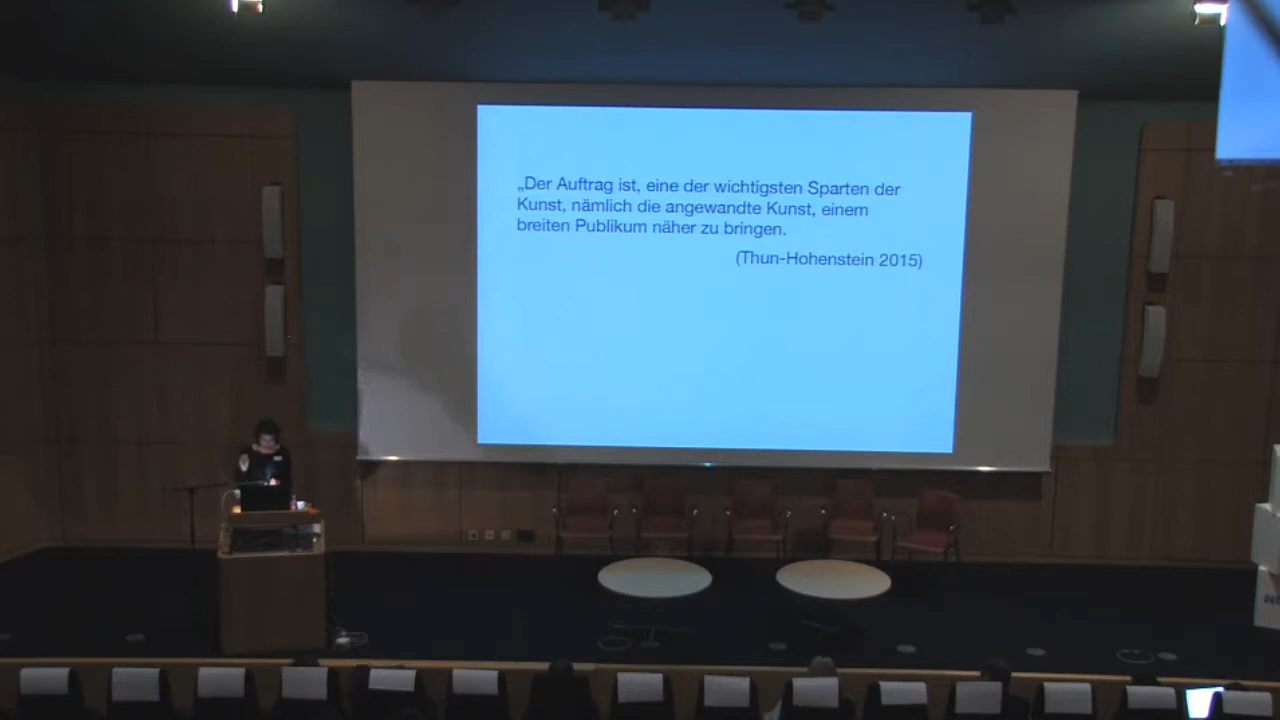 „Der Auftrag ist, eine der wichtigsten Sparten der
Kunst, nämlich die angewandte Kunst, einem
breiten Publikum näher zu bringen.
(Thun-Hohenstein 2015)